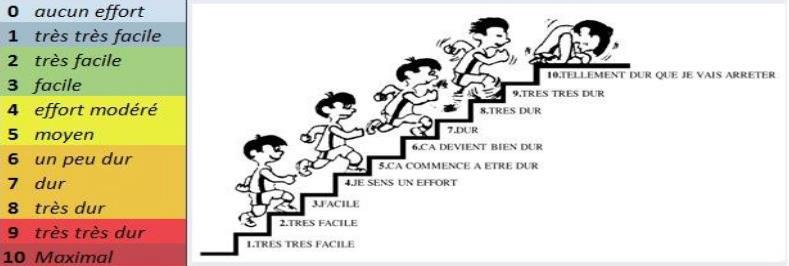 0 aucun effort
1 très très facile
2 très facile
3 facile
4 effort modéré
5 moyen
6 un peu dur
7 dur
8 très dur
9 très très dur
10 Maximal
10.TELLEMENT DUR QUE JE VAIS ARRETER
9.TRES TRES DUR
8.TRES DUR
7.DUR
6.CA DEVIENT BIEN DUR
5.CA COMMENCE A ETRE DUR
4.JE SENS UN EFFORT
3.FACILE
2.TRES FACILE
1.TRES TRES FACILE